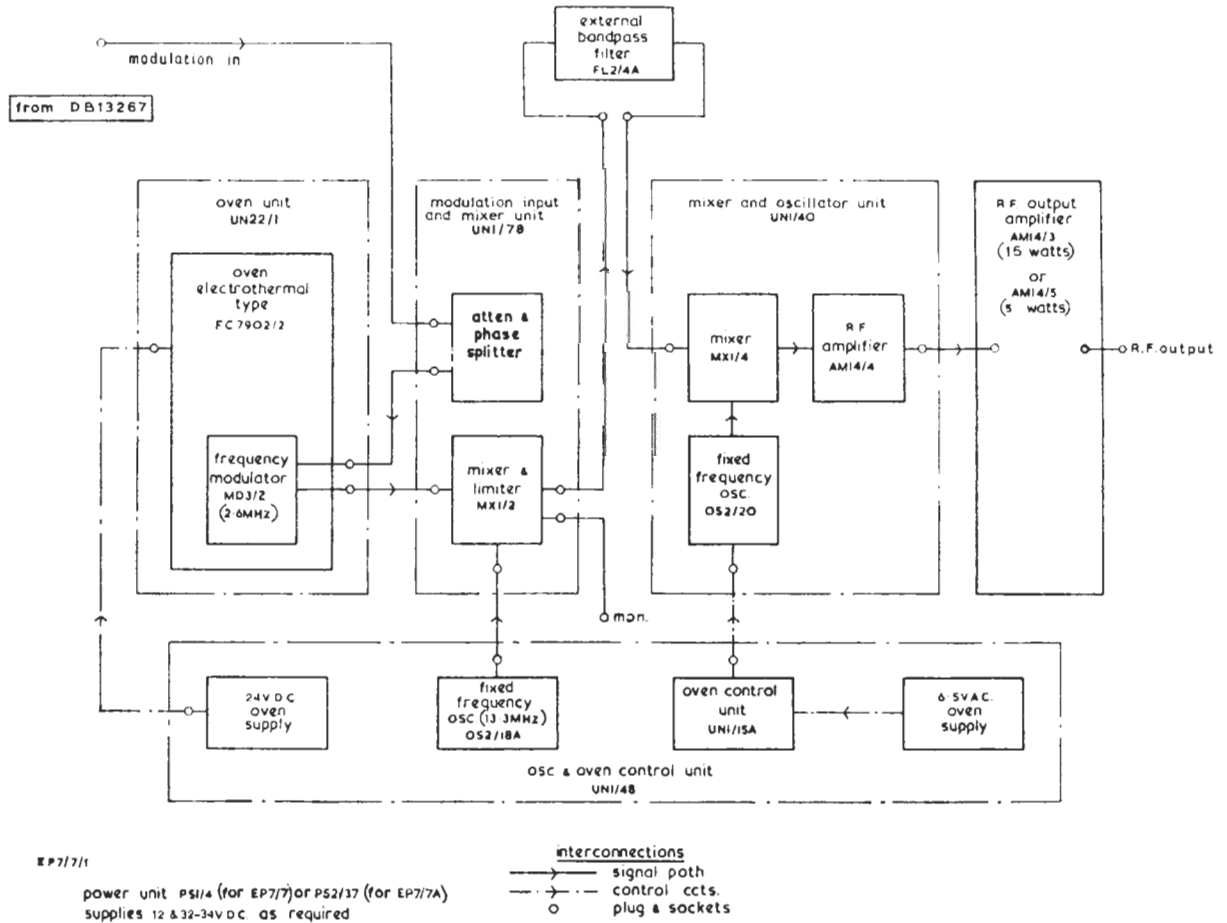 external
bandpass
filter
FL2/4A
modulation in
from DB13267
oven unit
UN22/1
oven
electrothermal
type
FC7902/2
frequency
modulator
MD3/2
(2·6MHz)
modulation input
and mixer unit
UN1/78
atten &
phase
splitter
mixer &
limiter
MX1/2
mon.
mixer and oscillator unit
UN1/40
mixer
MX1/4
R.F
amplifier
AM14/4
fixed
frequency
OSC.
OS2/20
R.F. output
amplifier
AM14/3
(15 watts)
or
AM14/5
(5 watts)
R.F. output
24V D.C
oven
supply
fixed
frequency
OSC.(13·3MHz)
OS2/18A
oven control
unit
UN1/15A
6·5V A.C.
oven
supply
osc & oven control unit
UN1/48
EP7/7/1
power unit PS1/4 (for EP7/7) or PS2/37 (for EP7/7A)
supplies 12 & 32-34V D.C. as required
interconnections
signal path
control ccts.
plug & sockets